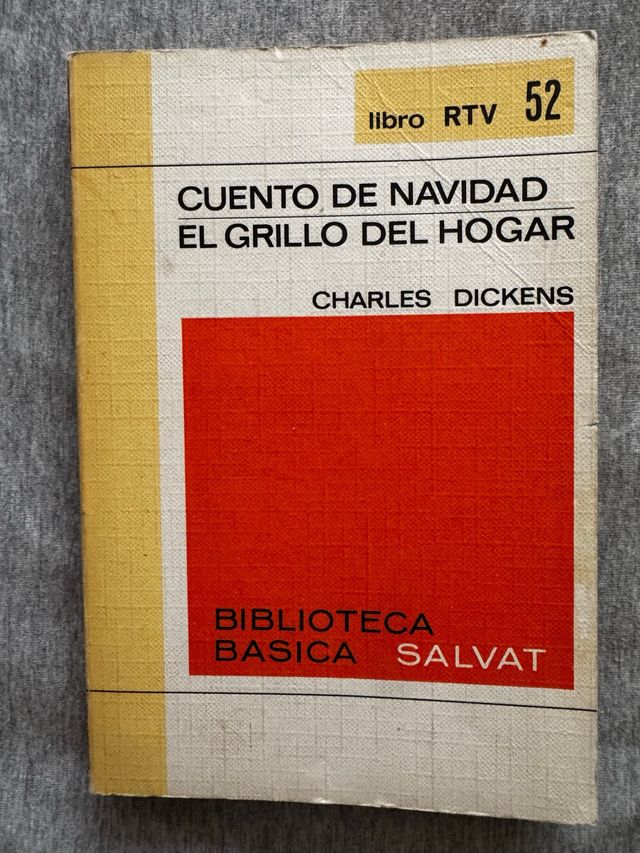 libro RTV 52
CUENTO DE NAVIDAD
EL GRILLO DEL HOGAR
CHARLES DICKENS
BIBLIOTECA
BASICA SALVAT